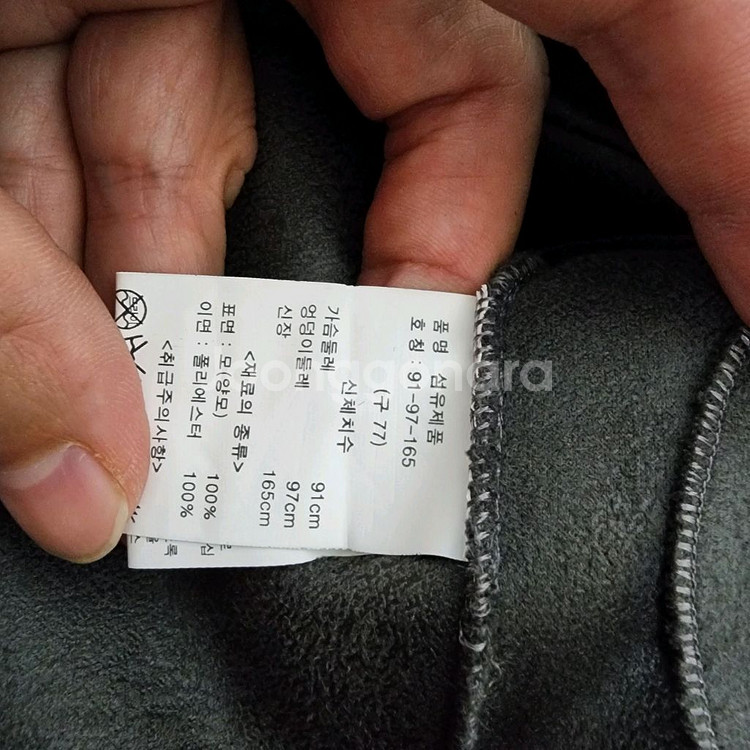 품명 : 섬유제품
호칭 : 91-97-165
(구 77)
신체치수
가슴둘레 91cm
엉덩이둘레 97cm
신장 165cm
<재료의 종류>
표면 : 모양모) 100%
이면 : 폴리에스터 100%
<취급주의사항>
joonggonara